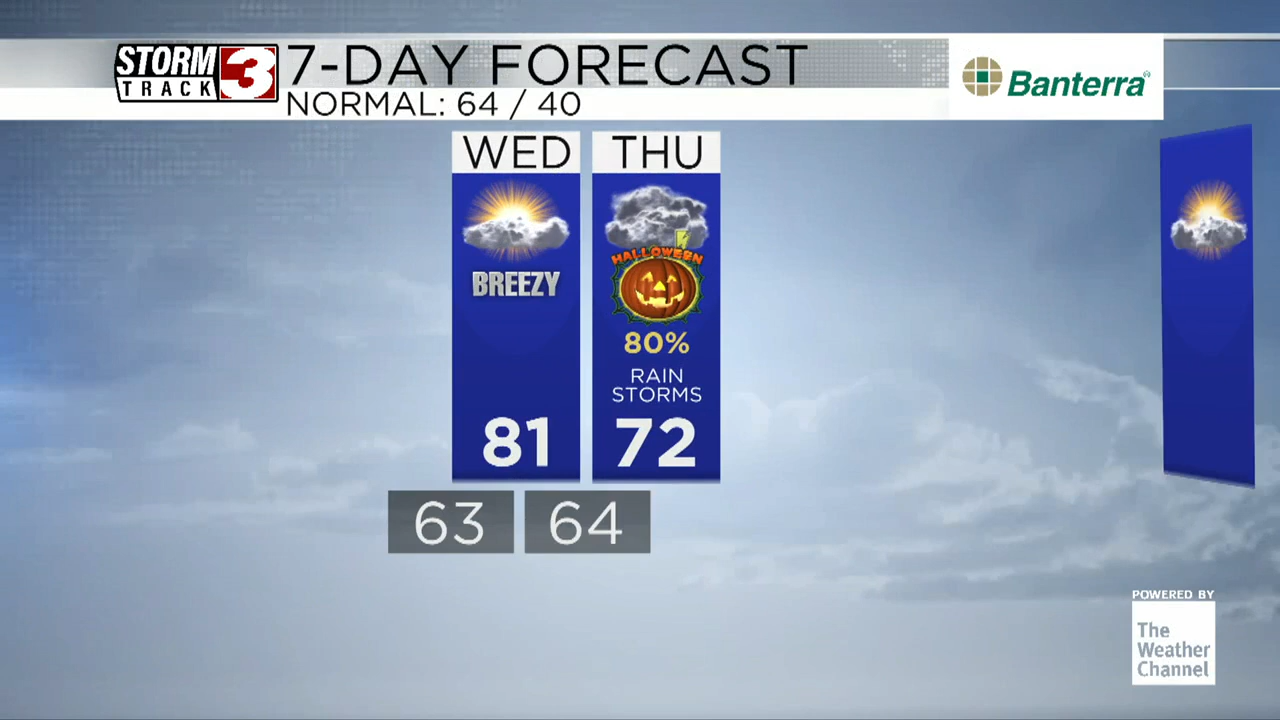 STORM
TRACK 3
7-DAY FORECAST
NORMAL: 64 / 40
Banterra®
WED
BREEZY
81
THU
HALLOWEEN
80%
RAIN
STORMS
72
63
64
POWERED BY
The
Weather
Channel